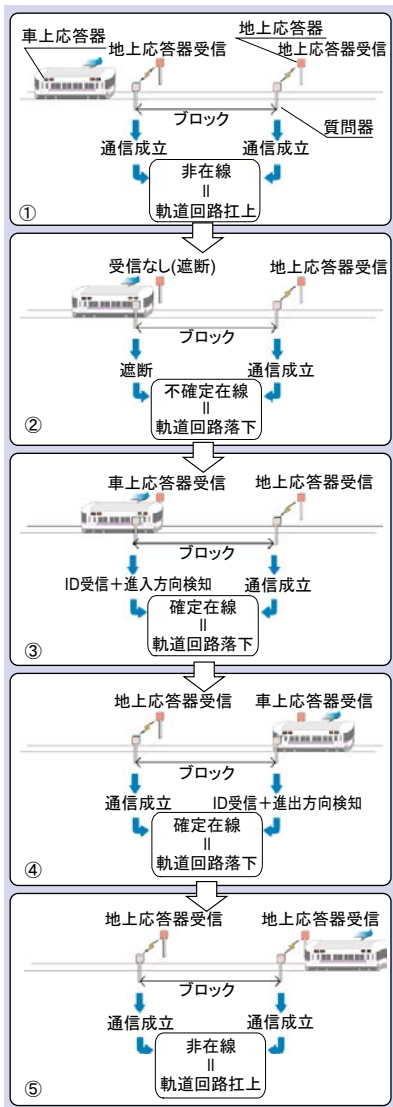 車上応答器
地上応答器受信
地上応答器
地上応答器受信
ブロック
質問器
通信成立
通信成立
非在線
＝
軌道回路扛上
①
受信なし(遮断)
地上応答器受信
ブロック
遮断
通信成立
不確定在線
＝
軌道回路落下
②
車上応答器受信
地上応答器受信
ブロック
ID受信＋進入方向検知
通信成立
確定在線
＝
軌道回路落下
③
地上応答器受信
車上応答器受信
ブロック
通信成立
ID受信＋進出方向検知
確定在線
＝
軌道回路落下
④
地上応答器受信
地上応答器受信
ブロック
通信成立
通信成立
非在線
＝
軌道回路扛上
⑤